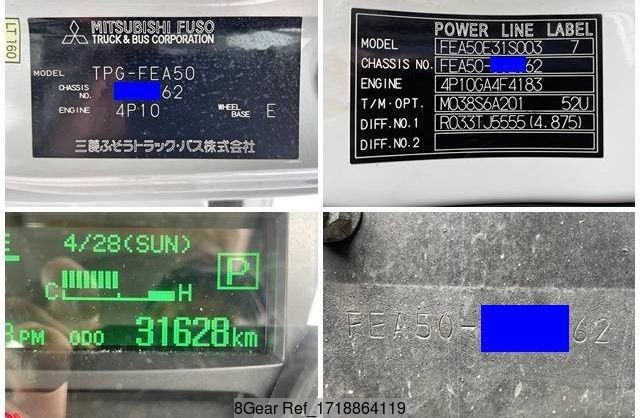 LT160
MITSUBISHI FUSO
TRUCK & BUS CORPORATION
MODEL TPG-FEA50
CHASSIS NO. 62
ENGINE 4P10 WHEEL BASE E
三菱ふそうトラック・バス株式会社
POWER LINE LABEL
MODEL FEA50E31S003 7
CHASSIS NO. FEA50- 62
ENGINE 4P10GA4F4183
T/M·OPT. M038S6A201 52U
DIFF.NO.1 R033TJ5555(4.875)
DIFF.NO.2
4/28(SUN)
P
C H
PM ODO 31628km
FEA50- 62
8Gear Ref_1718864119